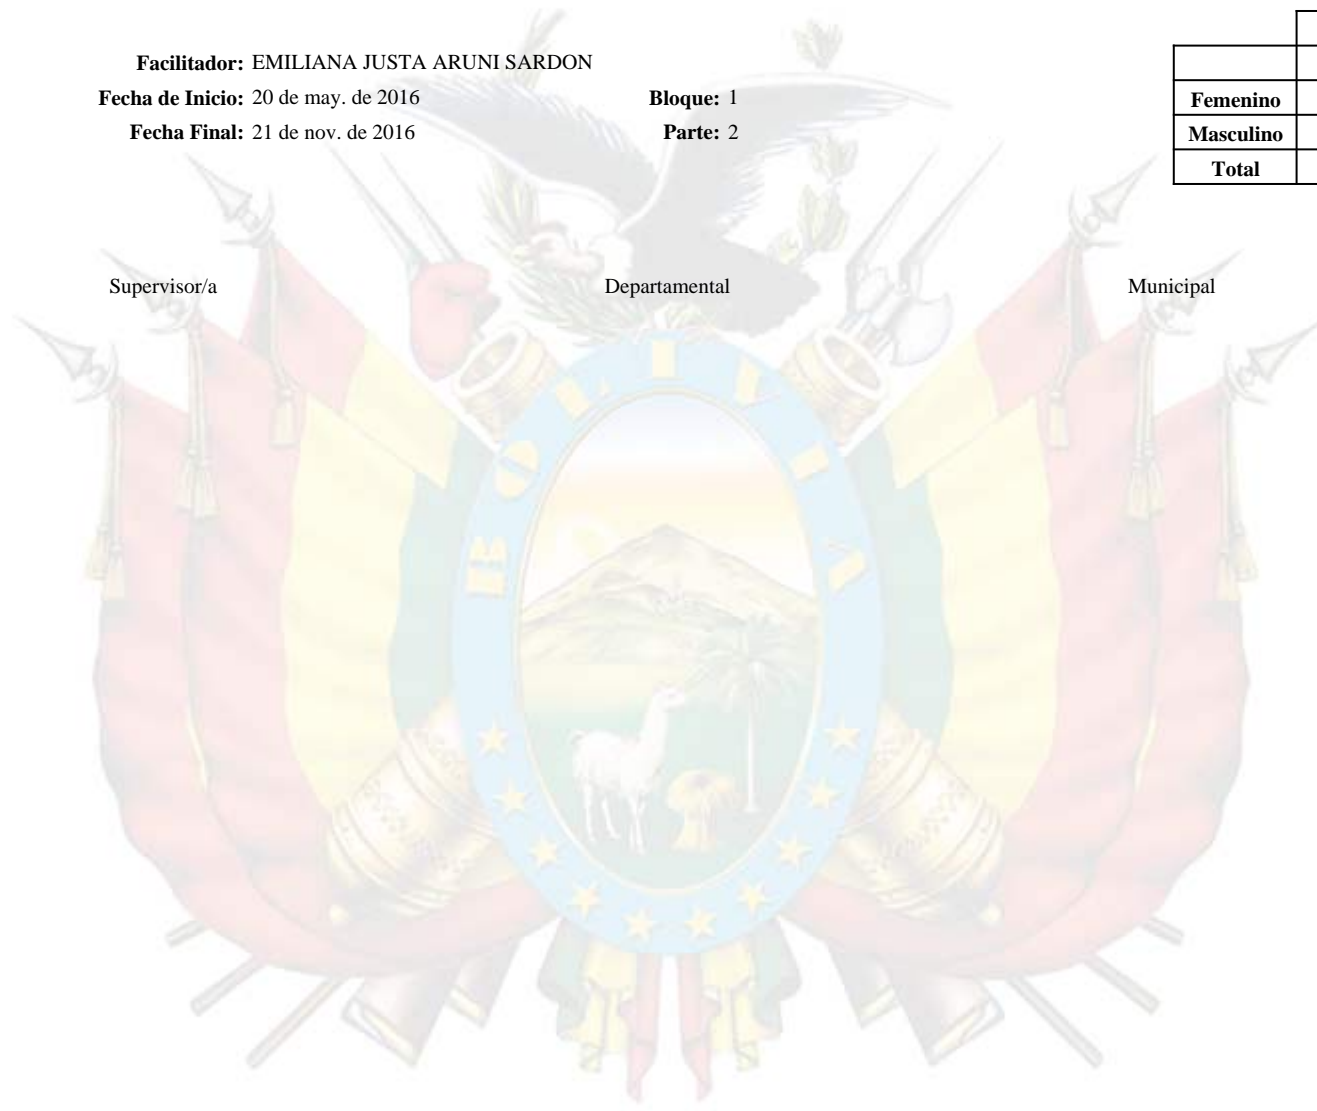 Facilitador: EMILIANA JUSTA ARUNI SARDON
Fecha de Inicio: 20 de may. de 2016 Bloque: 1
Femenino
Fecha Final: 21 de nov. de 2016 Parte: 2
Masculino
Total
Supervisor/a Departamental Municipal
BOLIVIA